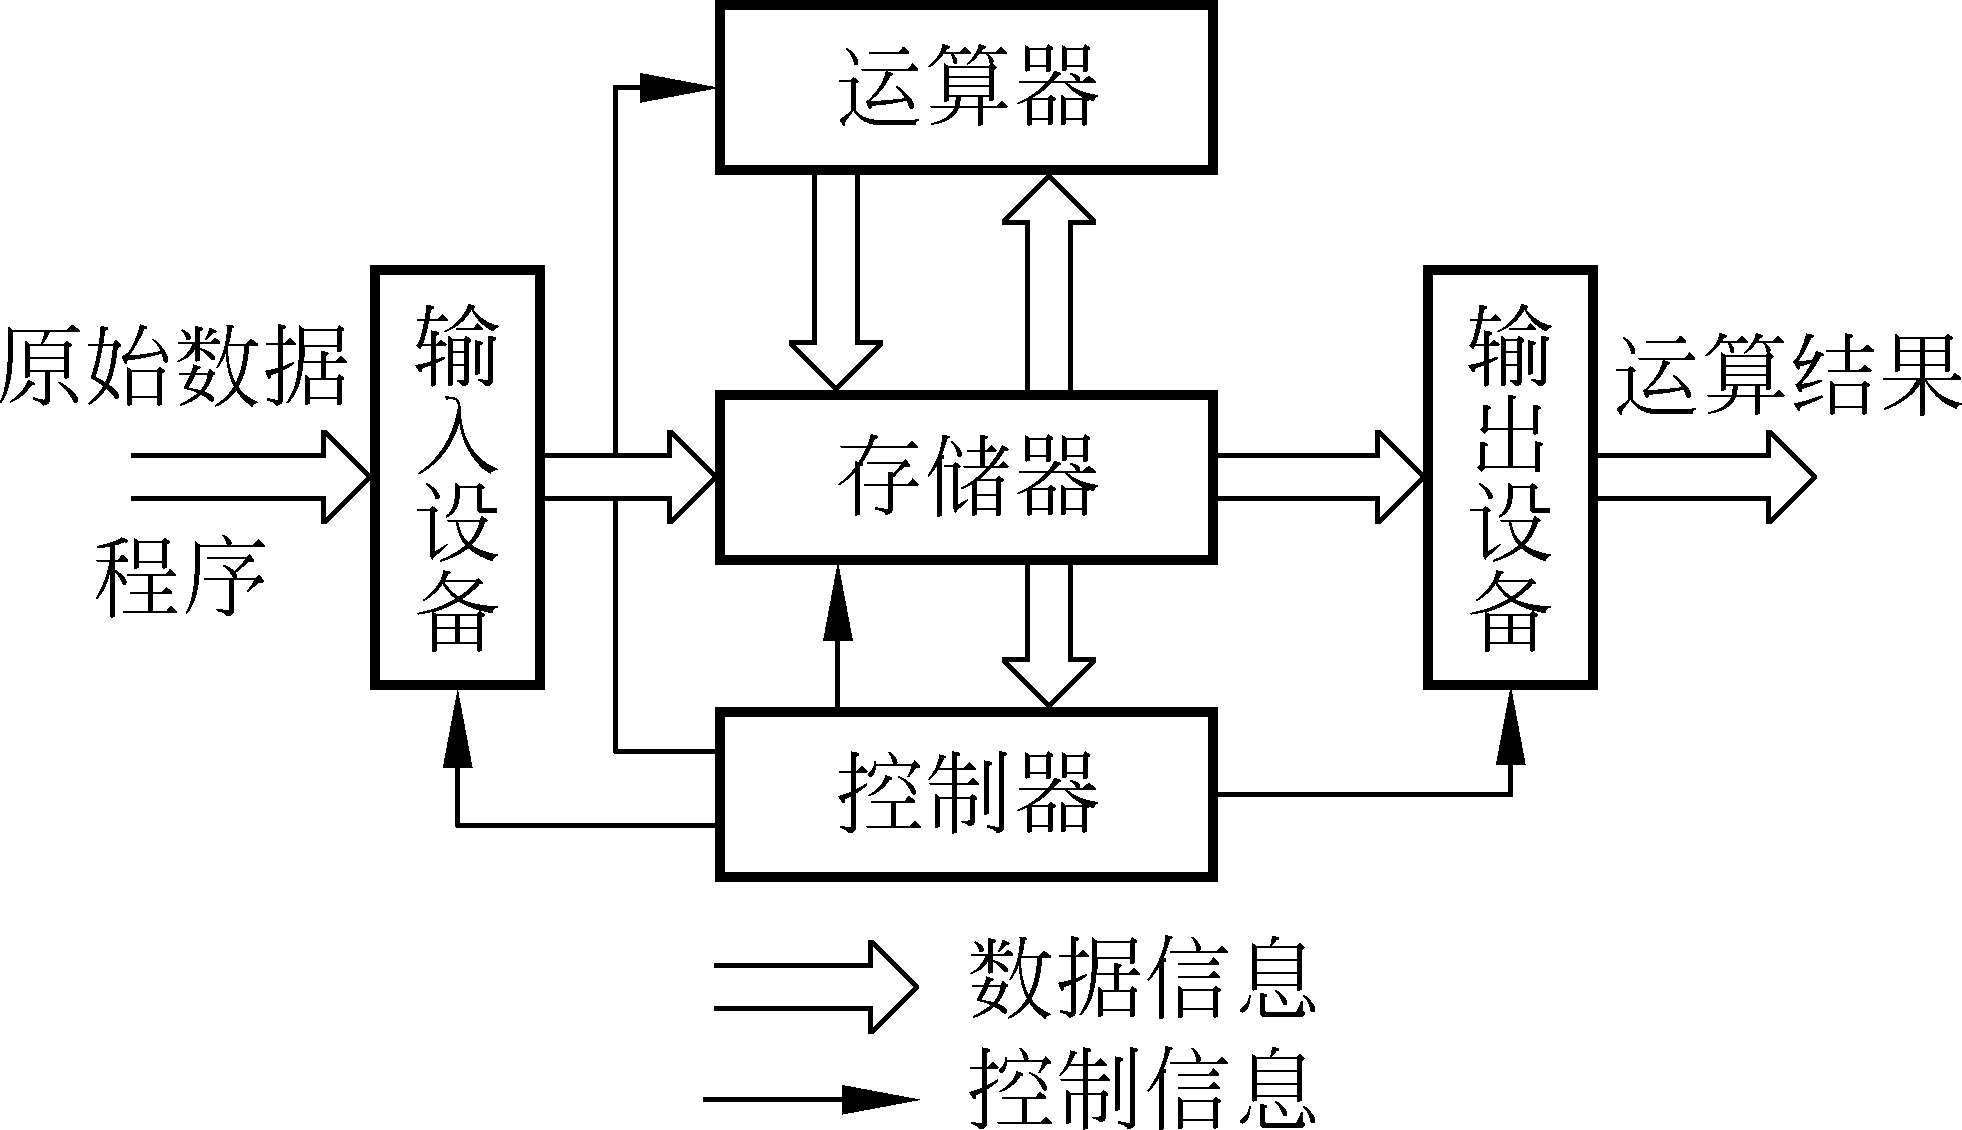 运算器
原始数据
程序
输入设备
存储器
输出设备
运算结果
控制器
数据信息
控制信息